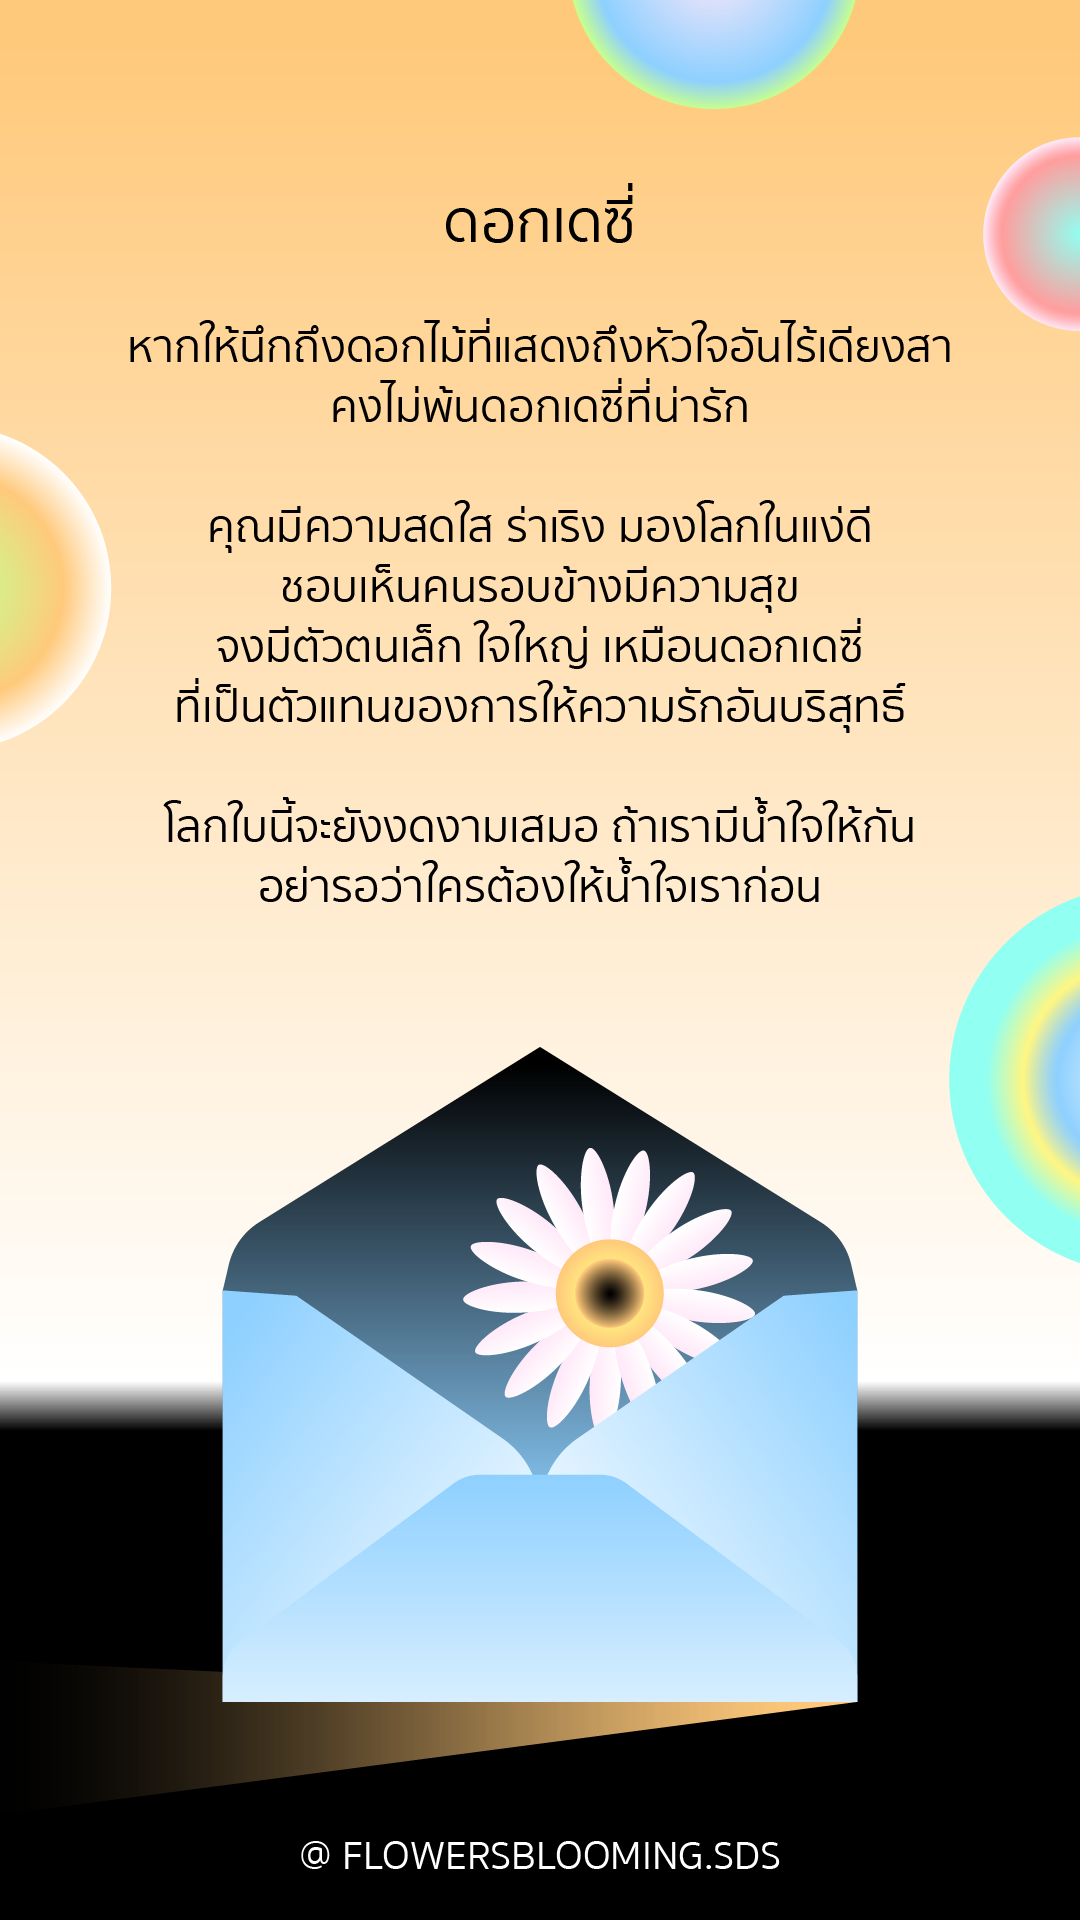 ดอกเดซี่
หากให้นึกถึงดอกไม้ที่แสดงถึงหัวใจอันไร้เดียงสา
คงไม่พ้นดอกเดซี่ที่น่ารัก
คุณมีความสดใส ร่าเริง มองโลกในแง่ดี
ชอบเห็นคนรอบข้างมีความสุข
จงมีตัวตนเล็ก ใจใหญ่ เหมือนดอกเดซี่
ที่เป็นตัวแทนของการให้ความรักอันบริสุทธิ์
โลกใบนี้จะยังงดงามเสมอ ถ้าเรามีน้ำใจให้กัน
อย่ารอว่าใครต้องให้น้ำใจเราก่อน
@ FLOWERSBLOOMING.SDS